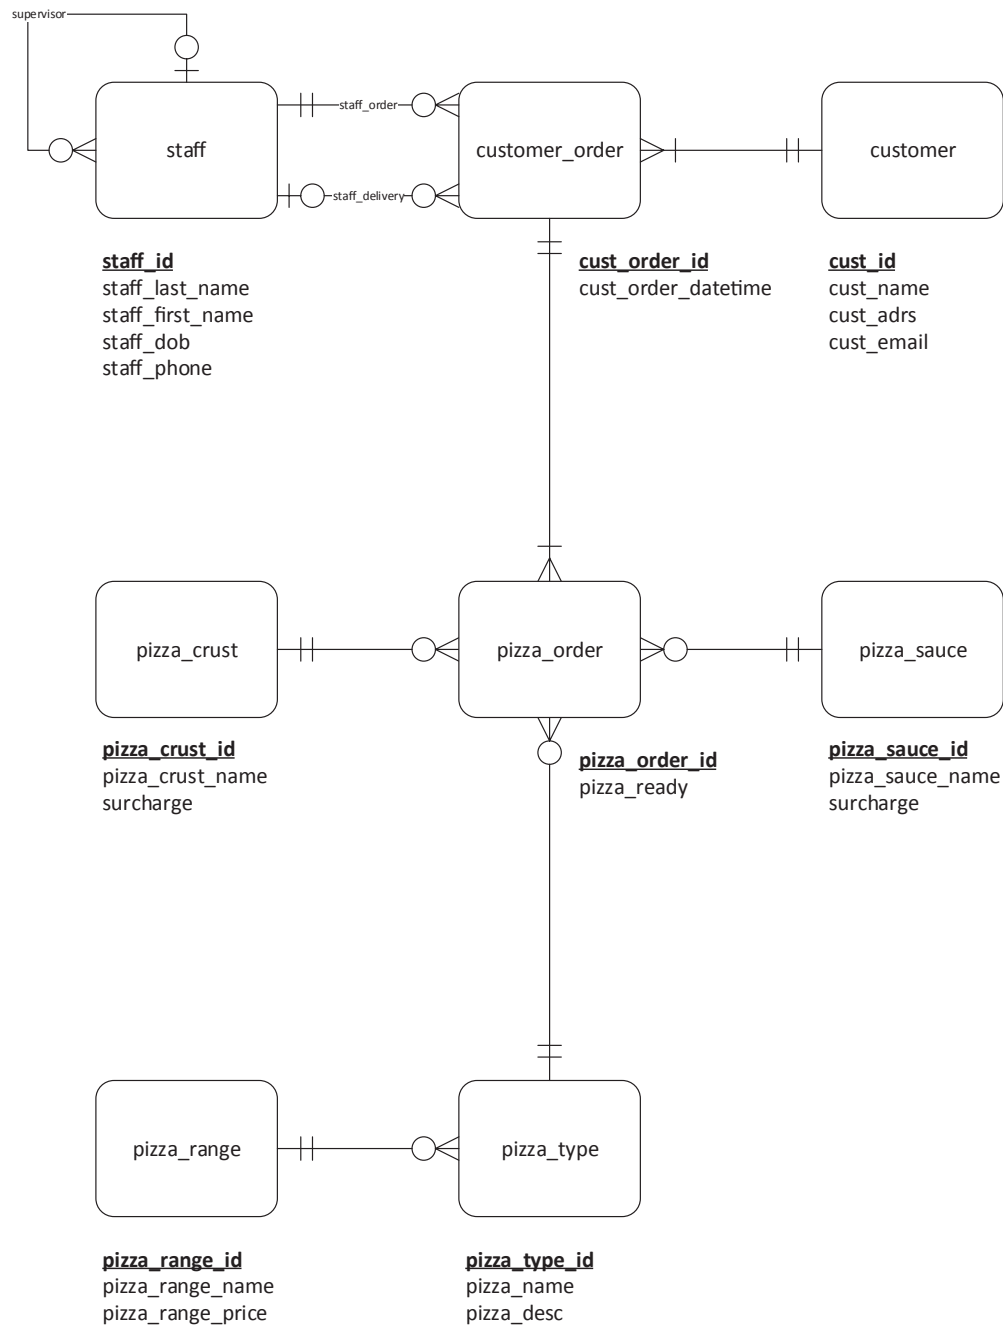 supervisor
staff
staff_order
staff_delivery
customer_order
customer
staff_id
staff_last_name
staff_first_name
staff_dob
staff_phone
cust_order_id
cust_order_datetime
cust_id
cust_name
cust_adrs
cust_email
pizza_crust
pizza_order
pizza_sauce
pizza_crust_id
pizza_crust_name
surcharge
pizza_order_id
pizza_ready
pizza_sauce_id
pizza_sauce_name
surcharge
pizza_range
pizza_type
pizza_range_id
pizza_range_name
pizza_range_price
pizza_type_id
pizza_name
pizza_desc